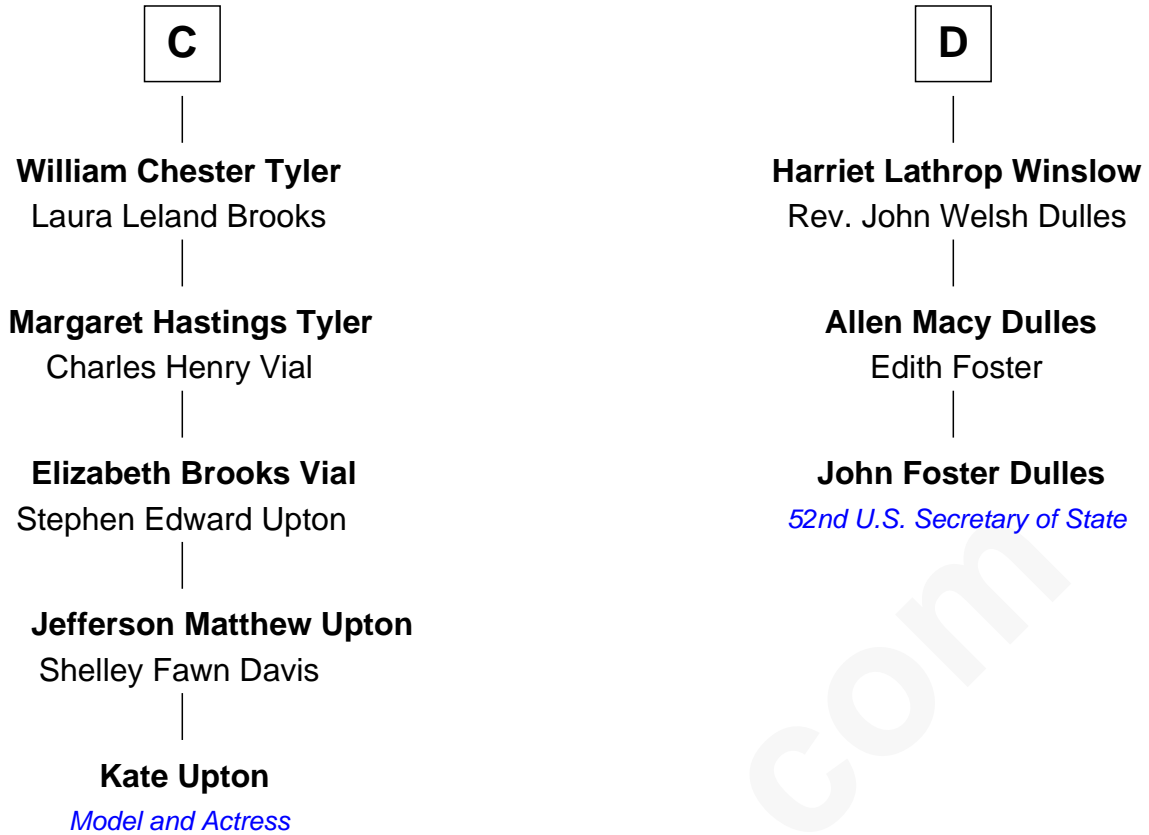 C
William Chester Tyler
Laura Leland Brooks
Margaret Hastings Tyler
Charles Henry Vial
Elizabeth Brooks Vial
Stephen Edward Upton
Jefferson Matthew Upton
Shelley Fawn Davis
Kate Upton
Model and Actress
D
Harriet Lathrop Winslow
Rev. John Welsh Dulles
Allen Macy Dulles
Edith Foster
John Foster Dulles
52nd U.S. Secretary of State
com